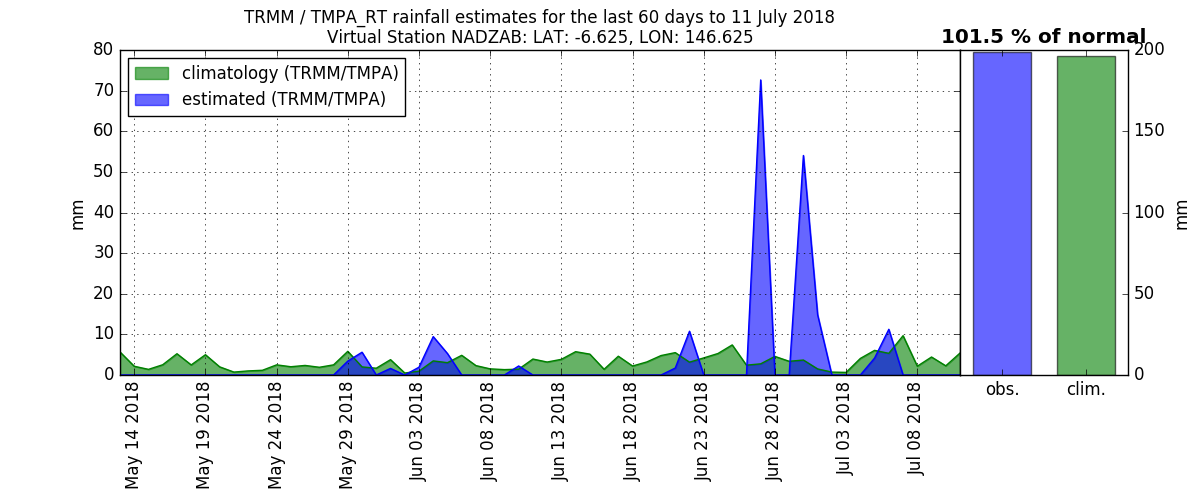 TRMM / TMPA_RT rainfall estimates for the last 60 days to 11 July 2018
Virtual Station NADZAB: LAT: -6.625, LON: 146.625
101.5 % of normal
climatology (TRMM/TMPA)
estimated (TRMM/TMPA)
mm
80
70
60
50
40
30
20
10
0
May 14 2018
May 19 2018
May 24 2018
May 29 2018
Jun 03 2018
Jun 08 2018
Jun 13 2018
Jun 18 2018
Jun 23 2018
Jun 28 2018
Jul 03 2018
Jul 08 2018
obs.
clim.
200
150
100
50
0
mm